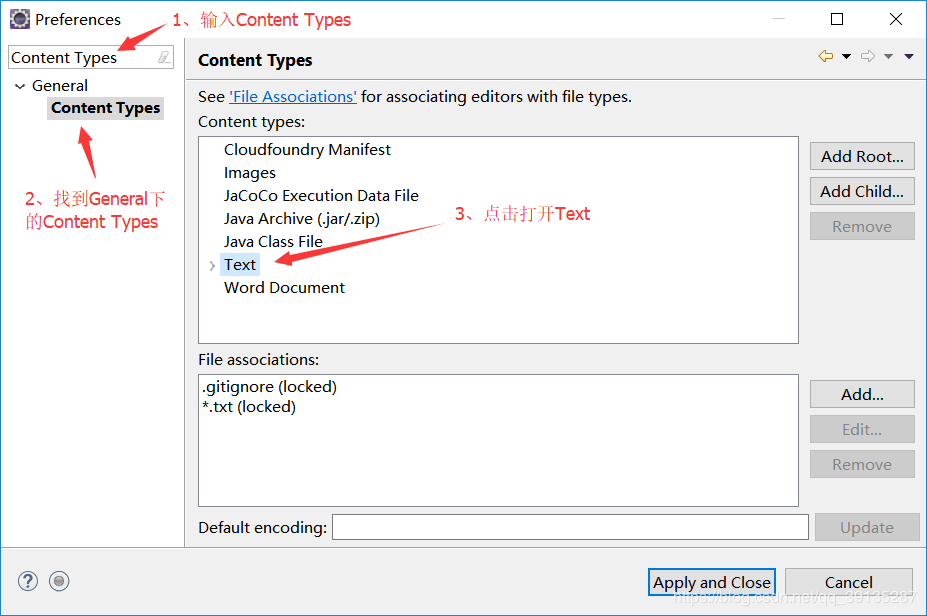 Preferences
1、输入Content Types
Content Types
General
Content Types
2、找到General下
的Content Types
Content Types
See 'File Associations' for associating editors with file types.
Content types:
Cloudfoundry Manifest
Images
JaCoCo Execution Data File
Java Archive (.jar/.zip)
Java Class File
Text
Word Document
3、点击打开Text
Add Root...
Add Child...
Remove
File associations:
.gitignore (locked)
*.txt (locked)
Add...
Edit...
Remove
Default encoding:
Update
?
Apply and Close
Cancel
https://blog.csdn.net/qq_39135287